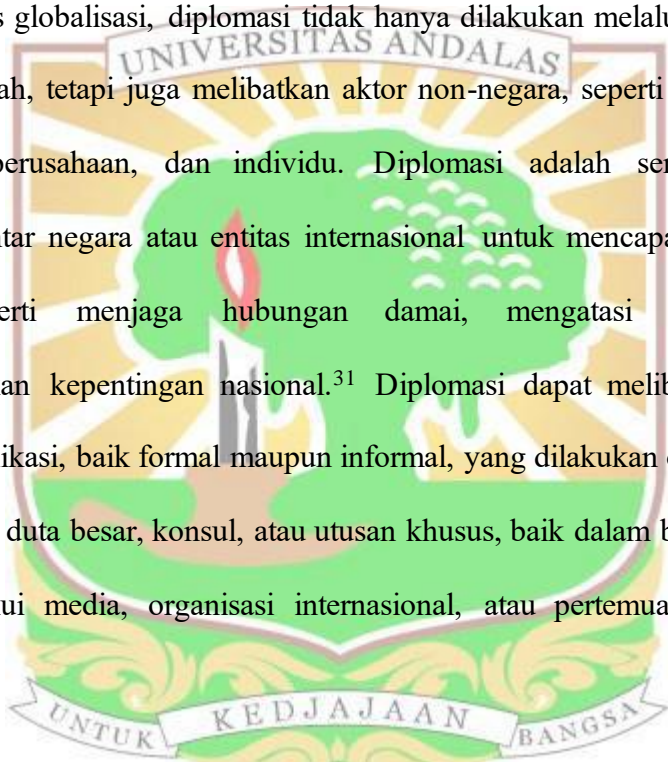 s globalisasi, diplomasi tidak hanya dilakukan melalu
UNIVERSITAS ANDALAS
ah, tetapi juga melibatkan aktor non-negara, seperti
perusahaan, dan individu. Diplomasi adalah ser
ntar negara atau entitas internasional untuk mencapa
erti menjaga hubungan damai, mengatasi
an kepentingan nasional.31 Diplomasi dapat melib
ikasi, baik formal maupun informal, yang dilakukan
duta besar, konsul, atau utusan khusus, baik dalam b
ui media, organisasi internasional, atau pertemua
UNTUK KEDJAJAAN BANGSA